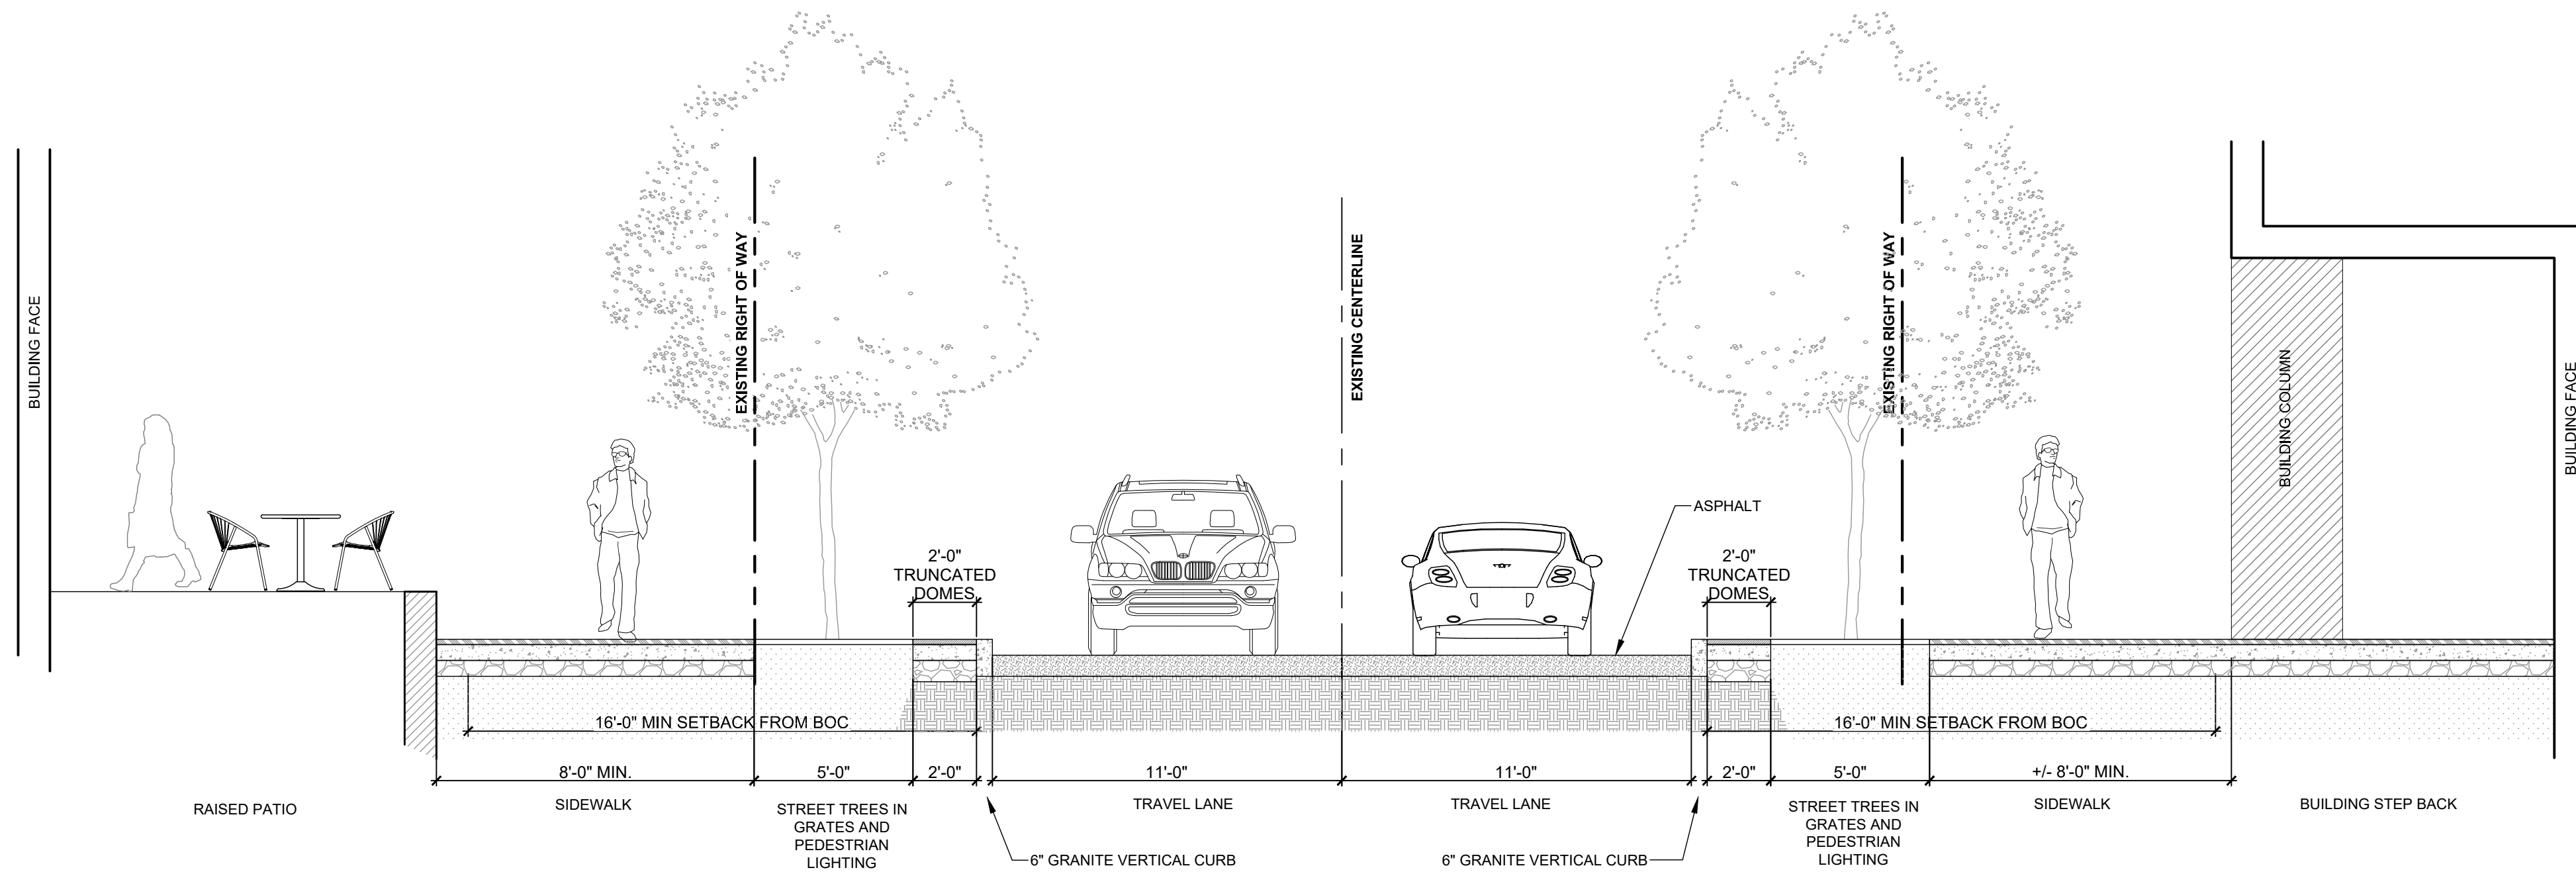 BUILDING FACE
EXISTING RIGHT OF WAY
EXISTING CENTERLINE
EXISTING RIGHT OF WAY
BUILDING COLUMN
BUILDING FACE
ASPHALT
2'-0"
TRUNCATED
DOMES
2'-0"
TRUNCATED
DOMES
16'-0" MIN SETBACK FROM BOC
16'-0" MIN SETBACK FROM BOC
8'-0" MIN.
5'-0"
2'-0"
11'-0"
11'-0"
2'-0"
5'-0"
+/- 8'-0" MIN.
RAISED PATIO
SIDEWALK
STREET TREES IN
GRATES AND
PEDESTRIAN
LIGHTING
TRAVEL LANE
TRAVEL LANE
STREET TREES IN
GRATES AND
PEDESTRIAN
LIGHTING
SIDEWALK
BUILDING STEP BACK
6" GRANITE VERTICAL CURB
6" GRANITE VERTICAL CURB